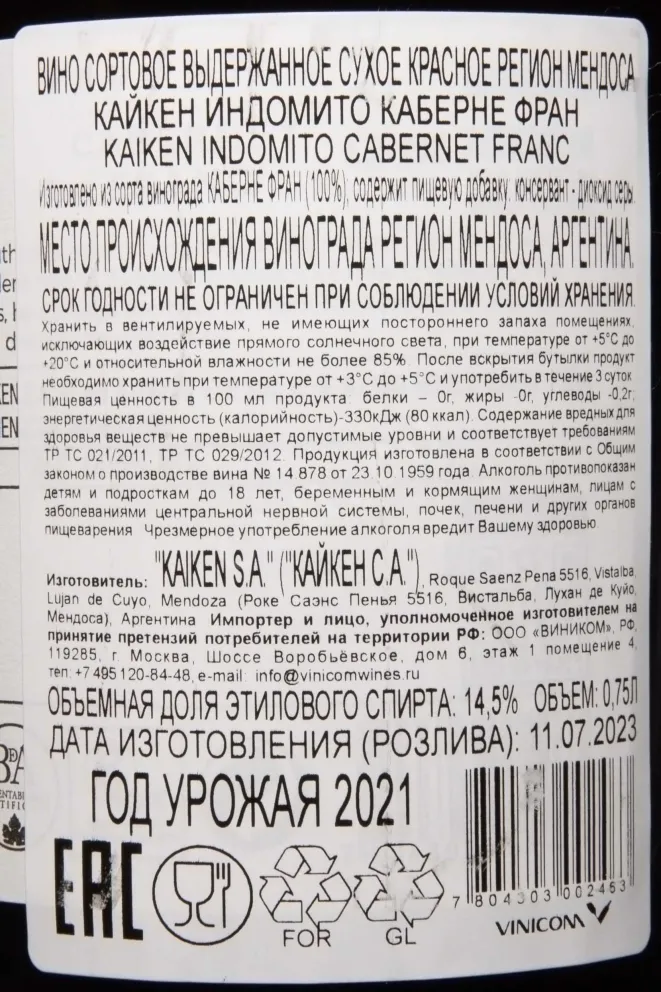 ВИНО СОРТОВОЕ ВЫДЕРЖАННОЕ СУХОЕ КРАСНОЕ РЕГИОН МЕНДОСА
КАЙКЕН ИНДОМИТО КАБЕРНЕ ФРАН
KAIKEN INDOMITO CABERNET FRANC
Изготовлено из сорта винограда КАБЕРНЕ ФРАН (100%), содержит пищевую добавку: консервант - диоксид серы.
МЕСТО ПРОИСХОЖДЕНИЯ ВИНОГРАДА РЕГИОН МЕНДОСА, АРГЕНТИНА.
СРОК ГОДНОСТИ НЕ ОГРАНИЧЕН ПРИ СОБЛЮДЕНИИ УСЛОВИЙ ХРАНЕНИЯ.
Хранить в вентилируемых, не имеющих постороннего запаха помещениях,
исключающих воздействие прямого солнечного света, при температуре от +5°С до
+20°С и относительной влажности не более 85%. После вскрытия бутылки продукт
необходимо хранить при температуре от +3°С до +5°С и употребить в течение 3 суток
Пищевая ценность в 100 мл продукта: белки – 0г, жиры -0г, углеводы -0,2г;
энергетическая ценность (калорийность)-330кДж (80 ккал). Содержание вредных для
здоровья веществ не превышает допустимые уровни и соответствует требованиям
ТР ТС 021/2011, ТР ТС 029/2012. Продукция изготовлена в соответствии с Общим
законом о производстве вина № 14 878 от 23.10.1959 года. Алкоголь противопоказан
детям и подросткам до 18 лет, беременным и кормящим женщинам, лицам с
заболеваниями центральной нервной системы, почек, печени и других органов
пищеварения. Чрезмерное употребление алкоголя вредит Вашему здоровью.
Изготовитель: "KAIKEN S.A." ("КАЙКЕН С.А."), Roque Saenz Pena 5516, Vistalba,
Lujan de Cuyo, Mendoza (Роке Саэнс Пенья 5516, Вистальба, Лухан де Куйо,
Мендоса), Аргентина Импортер и лицо, уполномоченное изготовителем на
принятие претензий потребителей на территории РФ: ООО «ВИНИКОМ», РФ,
119285, г. Москва, Шоссе Воробьёвское, дом 6, этаж 1 помещение 4,
тел: +7 495 120-84-48, e-mail: info@vinicomwines.ru
ОБЪЕМНАЯ ДОЛЯ ЭТИЛОВОГО СПИРТА: 14,5% ОБЪЕМ: 0,75Л
ДАТА ИЗГОТОВЛЕНИЯ (РОЗЛИВА): 11.07.2023
ГОД УРОЖАЯ 2021
EAC
FOR
GL
7 804303 002453
VINICOM